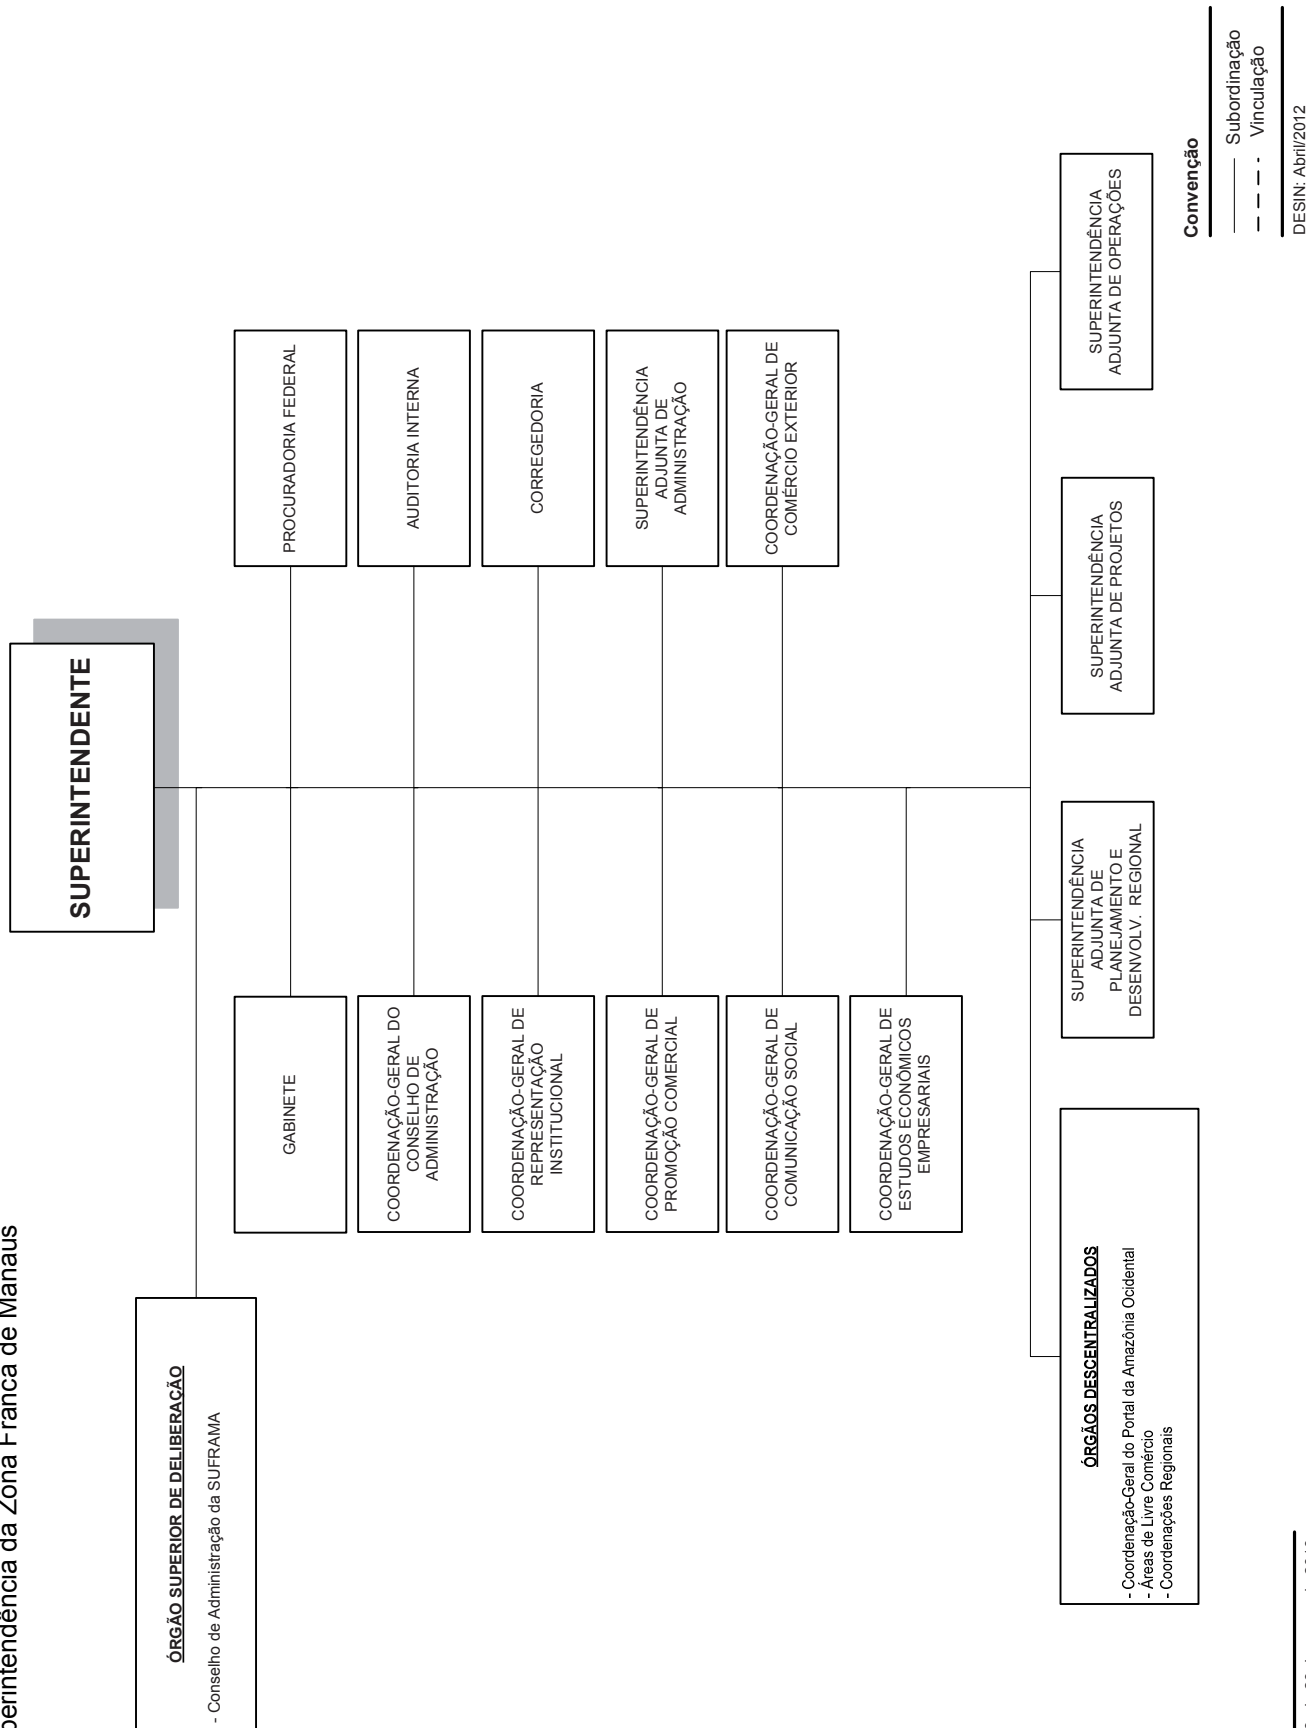 da Zona Franca de Manaus
SUPERINTENDENTE
ÓRGÃO SUPERIOR DE DELIBERAÇÃO
- Conselho de Administração da SUFRAMA
GABINETE
PROCURADORIA FEDERAL
COORDENAÇÃO-GERAL DO
CONSELHO DE
ADMINISTRAÇÃO
AUDITORIA INTERNA
COORDENAÇÃO-GERAL DE
REPRESENTAÇÃO
INSTITUCIONAL
CORREGEDORIA
COORDENAÇÃO-GERAL DE
PROMOÇÃO COMERCIAL
SUPERINTENDÊNCIA
ADJUNTA DE
ADMINISTRAÇÃO
COORDENAÇÃO-GERAL DE
COMUNICAÇÃO SOCIAL
COORDENAÇÃO-GERAL DE
COMÉRCIO EXTERIOR
COORDENAÇÃO-GERAL DE
ESTUDOS ECONÔMICOS
EMPRESARIAIS
ÓRGÃOS DESCENTRALIZADOS
- Coordenação-Geral do Portal da Amazônia Ocidental
- Áreas de Livre Comércio
- Coordenações Regionais
SUPERINTENDÊNCIA
ADJUNTA DE
PLANEJAMENTO E
DESENVOLV. REGIONAL
SUPERINTENDÊNCIA
ADJUNTA DE PROJETOS
SUPERINTENDÊNCIA
ADJUNTA DE OPERAÇÕES
Convenção
Subordinação
Vinculação
DESIN: Abril/2012